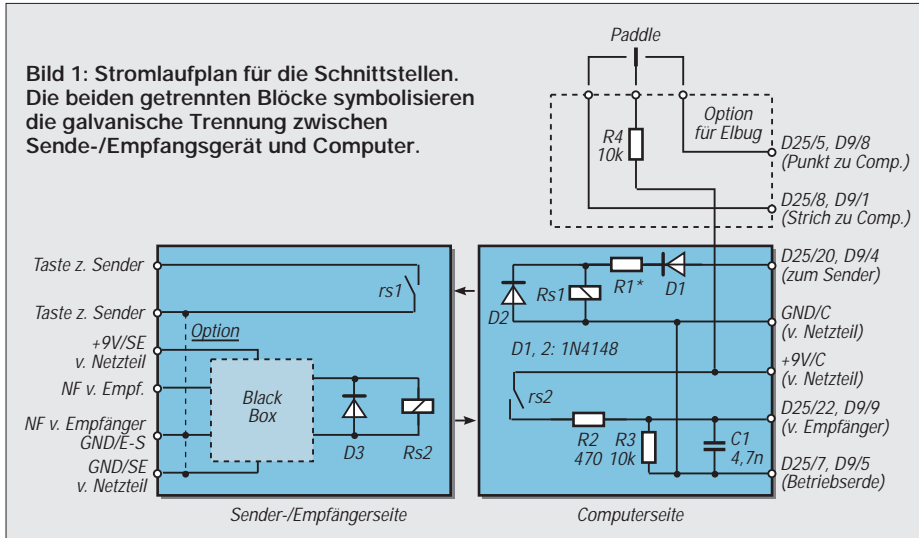 Bild 1: Stromlaufplan für die Schnittstellen.
Die beiden getrennten Blöcke symbolisieren
die galvanische Trennung zwischen
Sende-/Empfangsgerät und Computer.
Paddle
Option
für Elbug
R4
10k
D25/5, D9/8
(Punkt zu Comp.)
D25/8, D9/1
(Strich zu Comp.)
Taste z. Sender
rs1
Taste z. Sender
Option
+9V/SE
v. Netzteil
NF v. Empf.
Black
Box
NF v. Empfänger
GND/E-S
D3
Rs2
GND/SE
v. Netzteil
Sender-/Empfängerseite
D2
Rs1
R1*
D1
D1, 2: 1N4148
rs2
R2
470
R3
10k
C1
4,7n
D25/20, D9/4
(zum Sender)
GND/C
(v. Netzteil)
+9V/C
(v. Netzteil)
D25/22, D9/9
(v. Empfänger)
D25/7, D9/5
(Betriebserde)
Computerseite